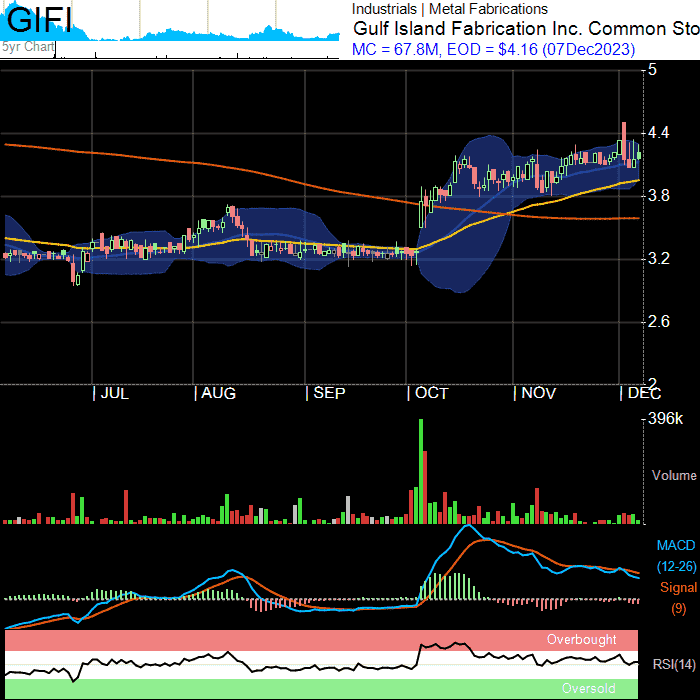 GIFI
5yr Chart
Industrials | Metal Fabrications
Gulf Island Fabrication Inc. Common Sto
MC = 67.8M, EOD = $4.16 (07Dec2023)
5
4.4
3.8
3.2
2.6
2
JUL AUG SEP OCT NOV DEC
396k
Volume
MACD
(12-26)
Signal
(9)
Overbought
RSI(14)
Oversold